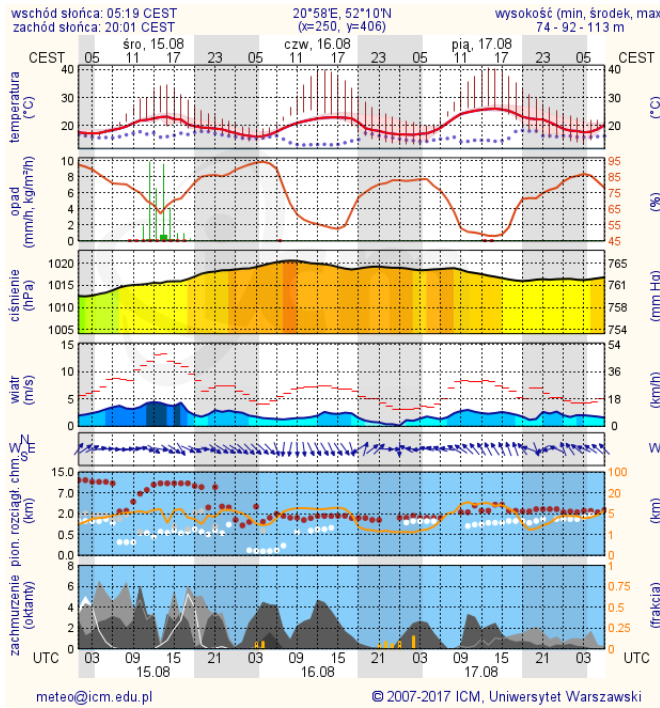 wschód słońca: 05:19 CEST 20°58'E, 52°10'N wysokość (min, środek, max)
zachód słońca: 20:01 CEST (x=250, y=406) 74 - 92 - 113 m
śro, 15.08 czw, 16.08 pią, 17.08
CEST 05 11 17 23 05 11 17 23 05 11 17 23 05 CEST
temperatura (°C) 40 30 20 40 30 20 (°C)
opad (mm/h, kg/m²/h) 10 8 6 4 2 0 95 85 75 65 55 45 (%)
ciśnienie (hPa) 1020 1015 1010 1005 765 761 758 754 (mm Hg)
wiatr (m/s) 15 10 5 0 54 36 18 0 (km/h)
N W E S W
pion. rozciągł. chm. (km) 15.0 7.0 2.0 0.5 0.0 100 20 5 1 0 (km)
zachmurzenie (oktanty) 8 6 4 2 0 1 0.75 0.5 0.25 0 (frakcja)
UTC 03 09 15 21 03 09 15 21 03 09 15 21 03 UTC
15.08 16.08 17.08
meteo@icm.edu.pl © 2007-2017 ICM, Uniwersytet Warszawski